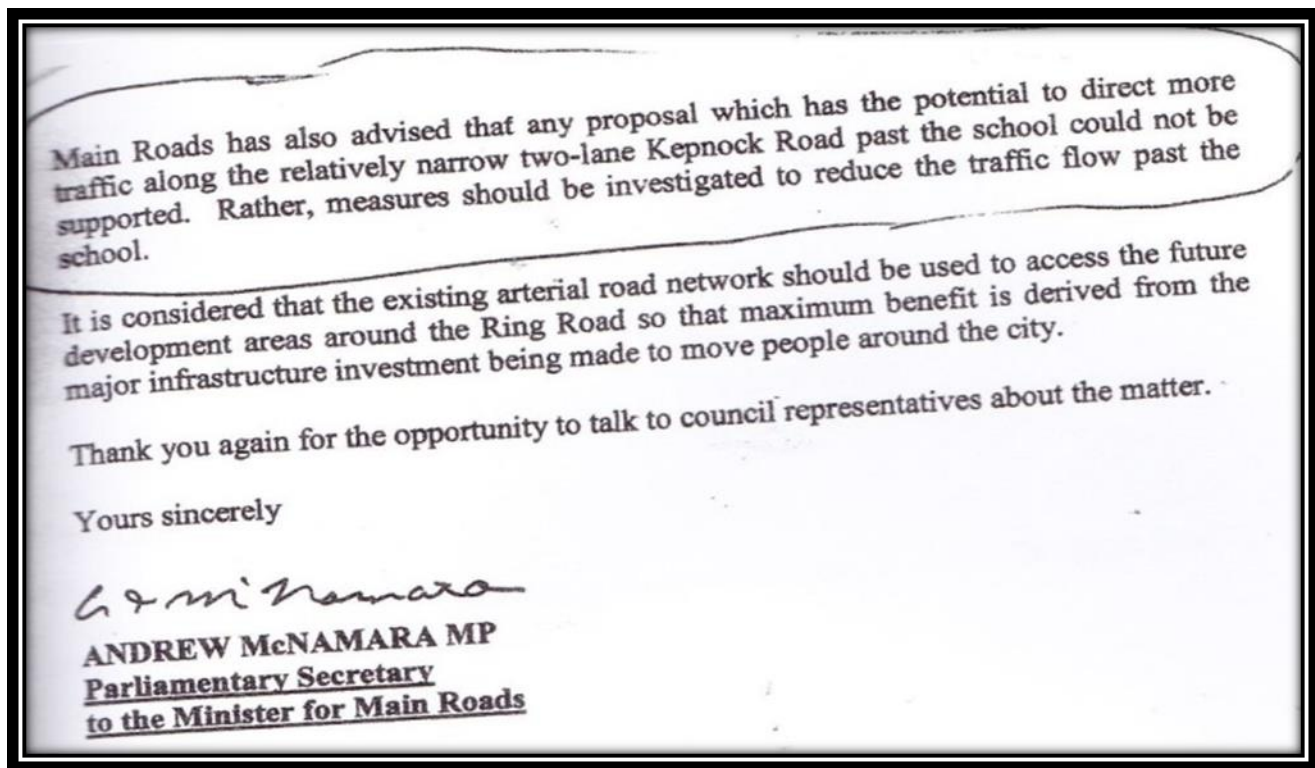 Main Roads has also advised that any proposal which has the potential to direct more
traffic along the relatively narrow two-lane Kepnock Road past the school could not be
supported. Rather, measures should be investigated to reduce the traffic flow past the
school.
It is considered that the existing arterial road network should be used to access the future
development areas around the Ring Road so that maximum benefit is derived from the
major infrastructure investment being made to move people around the city.
Thank you again for the opportunity to talk to council representatives about the matter.
Yours sincerely
McNamara
ANDREW McNAMARA MP
Parliamentary Secretary
to the Minister for Main Roads